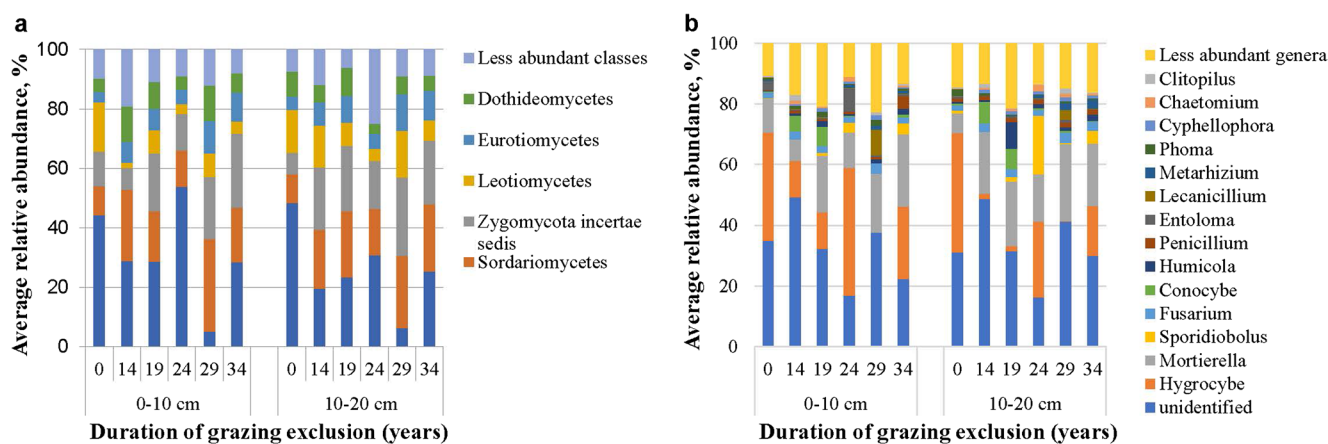 a
Average relative abundance, %
100
80
60
40
20
0
0 14 19 24 29 34 0 14 19 24 29 34
0-10 cm 10-20 cm
Duration of grazing exclusion (years)
Less abundant classes
Dothideomycetes
Eurotiomycetes
Leotiomycetes
Zygomycota incertae
sedis
Sordariomycetes
b
Average relative abundance, %
100
80
60
40
20
0
0 14 19 24 29 34 0 14 19 24 29 34
0-10 cm 10-20 cm
Duration of grazing exclusion (years)
Less abundant genera
Clitopilus
Chaetomium
Cyphellophora
Phoma
Metarhizium
Lecanicillium
Entoloma
Penicillium
Humicola
Conocybe
Fusarium
Sporidiobolus
Mortierella
Hygrocybe
unidentified